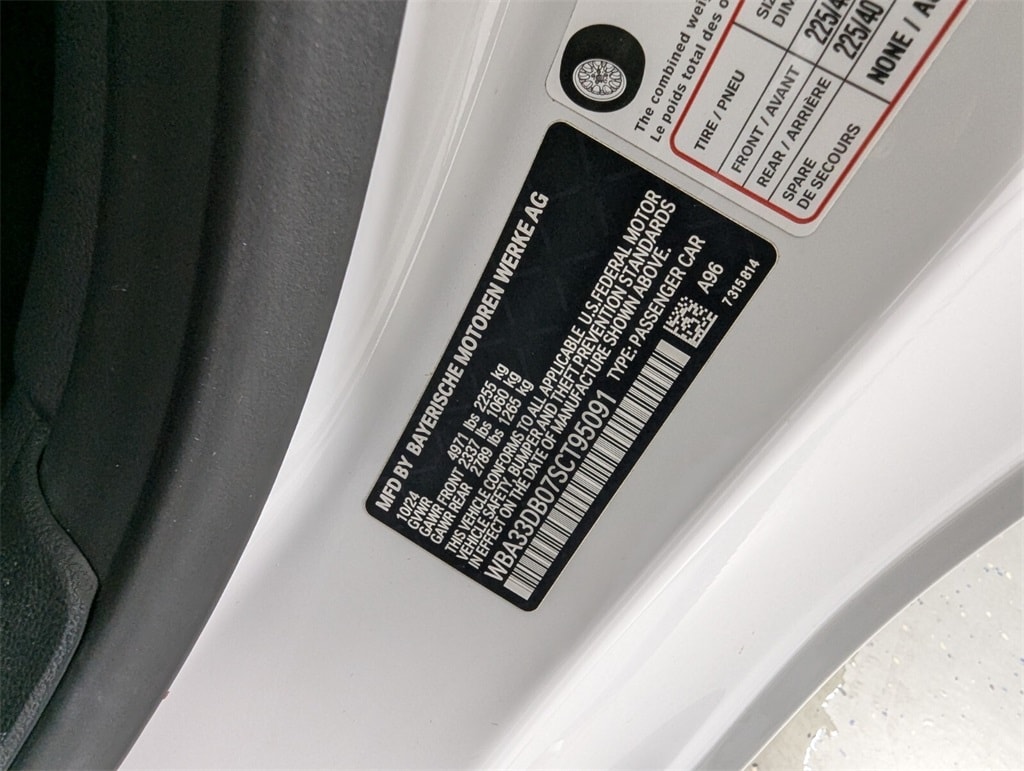 The combined
Le poids total des
TIRE / PNEU
FRONT / AVANT 225/4
REAR / ARRIÈRE 225/40
SPARE
DE SECOURS
NONE /
MFD BY BAYERISCHE MOTOREN WERKE AG
10/24
GVWR 4971 lbs 2255 kg
GAWR FRONT 2337 lbs 1060 kg
GAWR REAR 2789 lbs 1265 kg
THIS VEHICLE CONFORMS TO ALL APPLICABLE U.S.FEDERAL MOTOR
VEHICLE SAFETY, BUMPER AND THEFT PREVENTION STANDARDS
IN EFFECT ON THE DATE OF MANUFACTURE SHOWN ABOVE.
WBA33DB07SCT95091 TYPE: PASSENGER CAR
A96
7315814